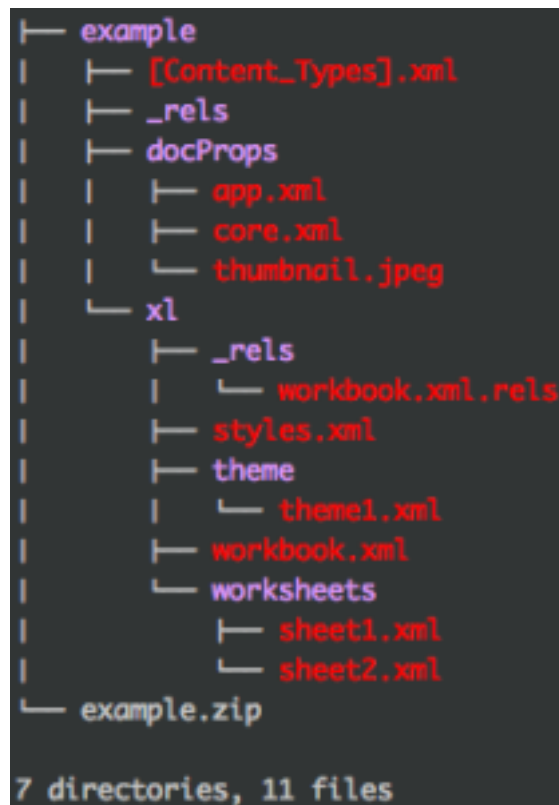 ├── example
│   ├── [Content_Types].xml
│   ├── _rels
│   ├── docProps
│   │   ├── app.xml
│   │   ├── core.xml
│   │   └── thumbnail.jpeg
│   └── xl
│       ├── _rels
│       │   └── workbook.xml.rels
│       ├── styles.xml
│       ├── theme
│       │   └── theme1.xml
│       ├── workbook.xml
│       └── worksheets
│           ├── sheet1.xml
│           └── sheet2.xml
└── example.zip
7 directories, 11 files